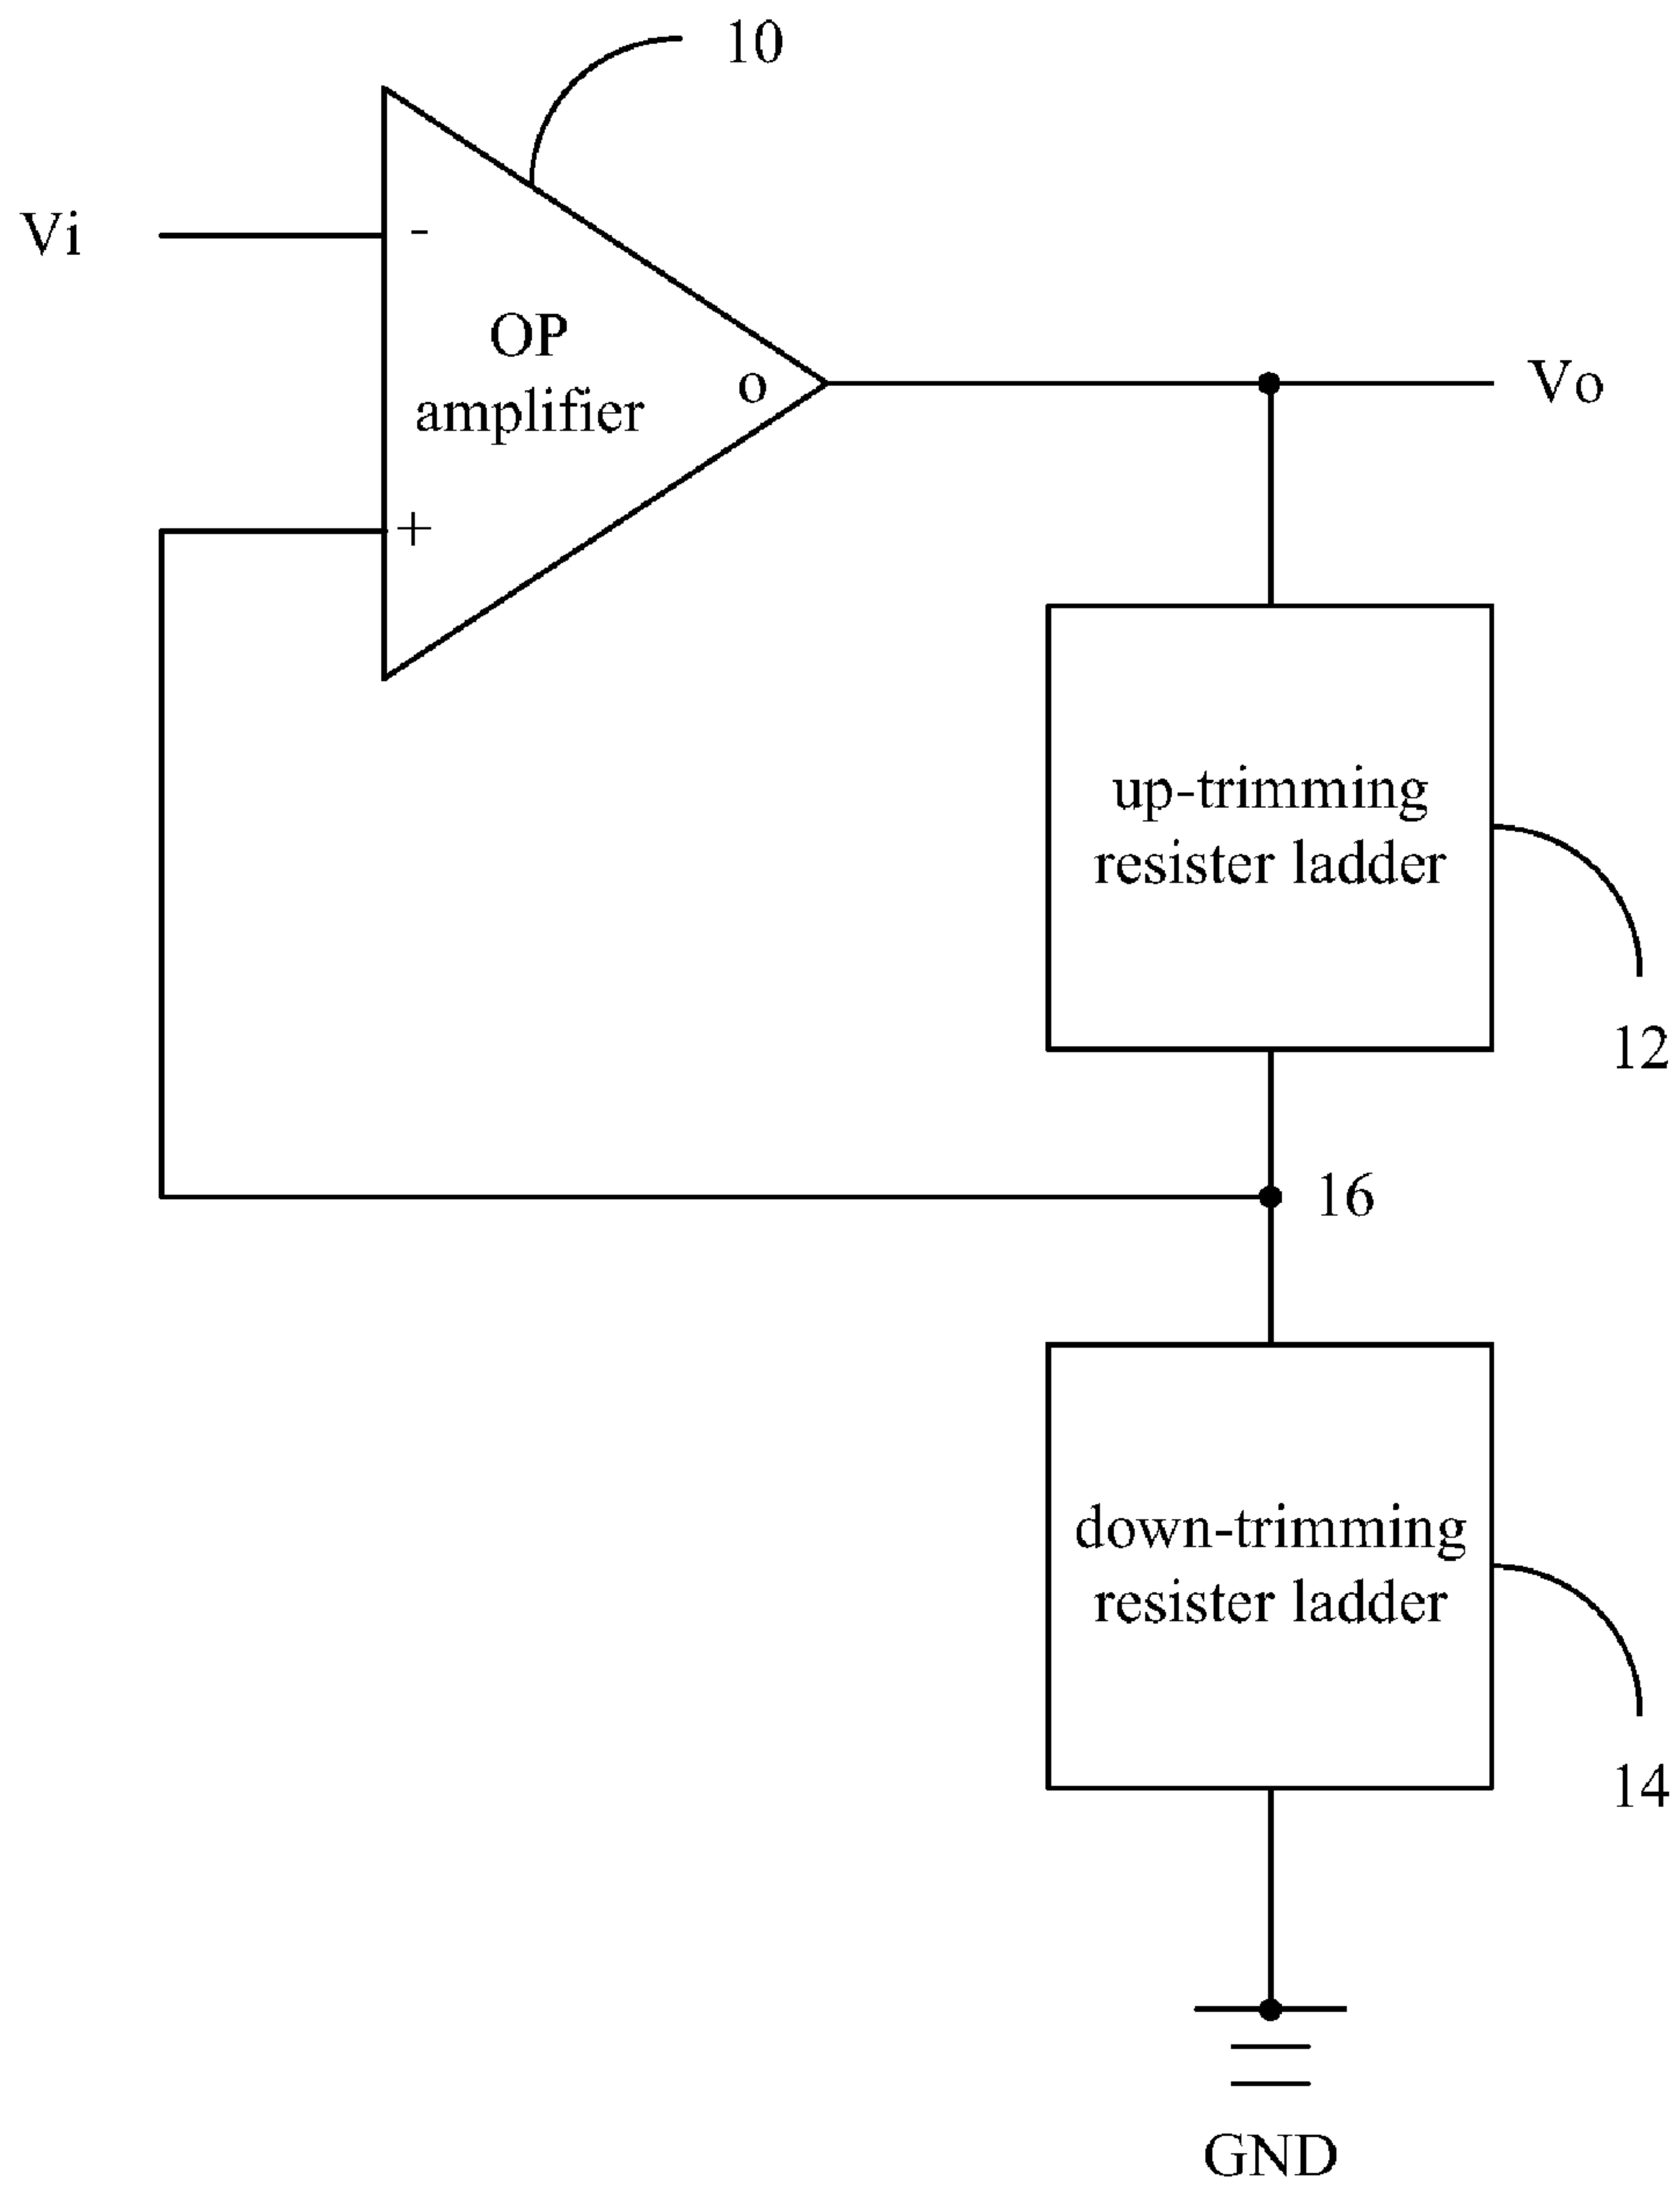 10
Vi
-
OP
amplifier
o
Vo
+
up-trimming
resister ladder
12
16
down-trimming
resister ladder
14
GND